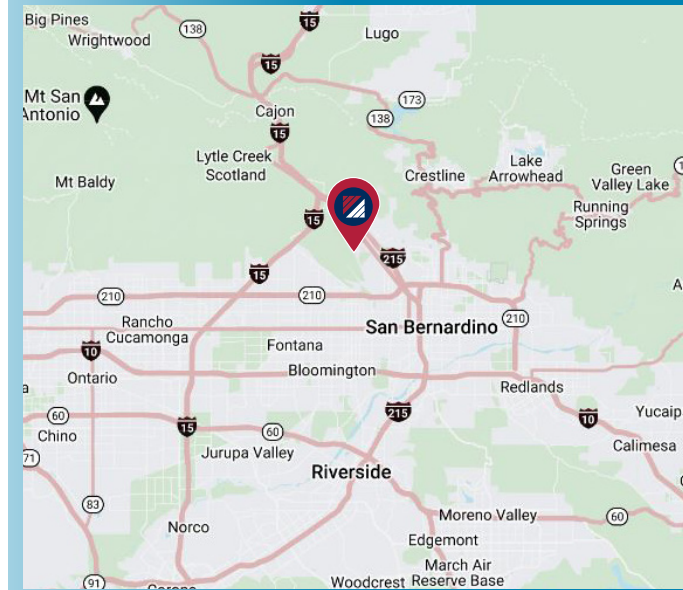 Big Pines
138
15
Lugo
Wrightwood
15
Mt San
Antonio
173
Cajon
138
15
Lytle Creek
Scotland
Lake
Arrowhead
Mt Baldy
Crestline
Green
Valley Lake
Running
Springs
15
215
15
210
210
210
Rancho
Cucamonga
San Bernardino
Fontana
10
Bloomington
Ontario
Redlands
60
215
10
Yucaip
15
60
Chino
Calimesa
71
Jurupa Valley
Riverside
83
Moreno Valley
60
Norco
Edgemont
March Air
Reserve Base
91
Woodcrest